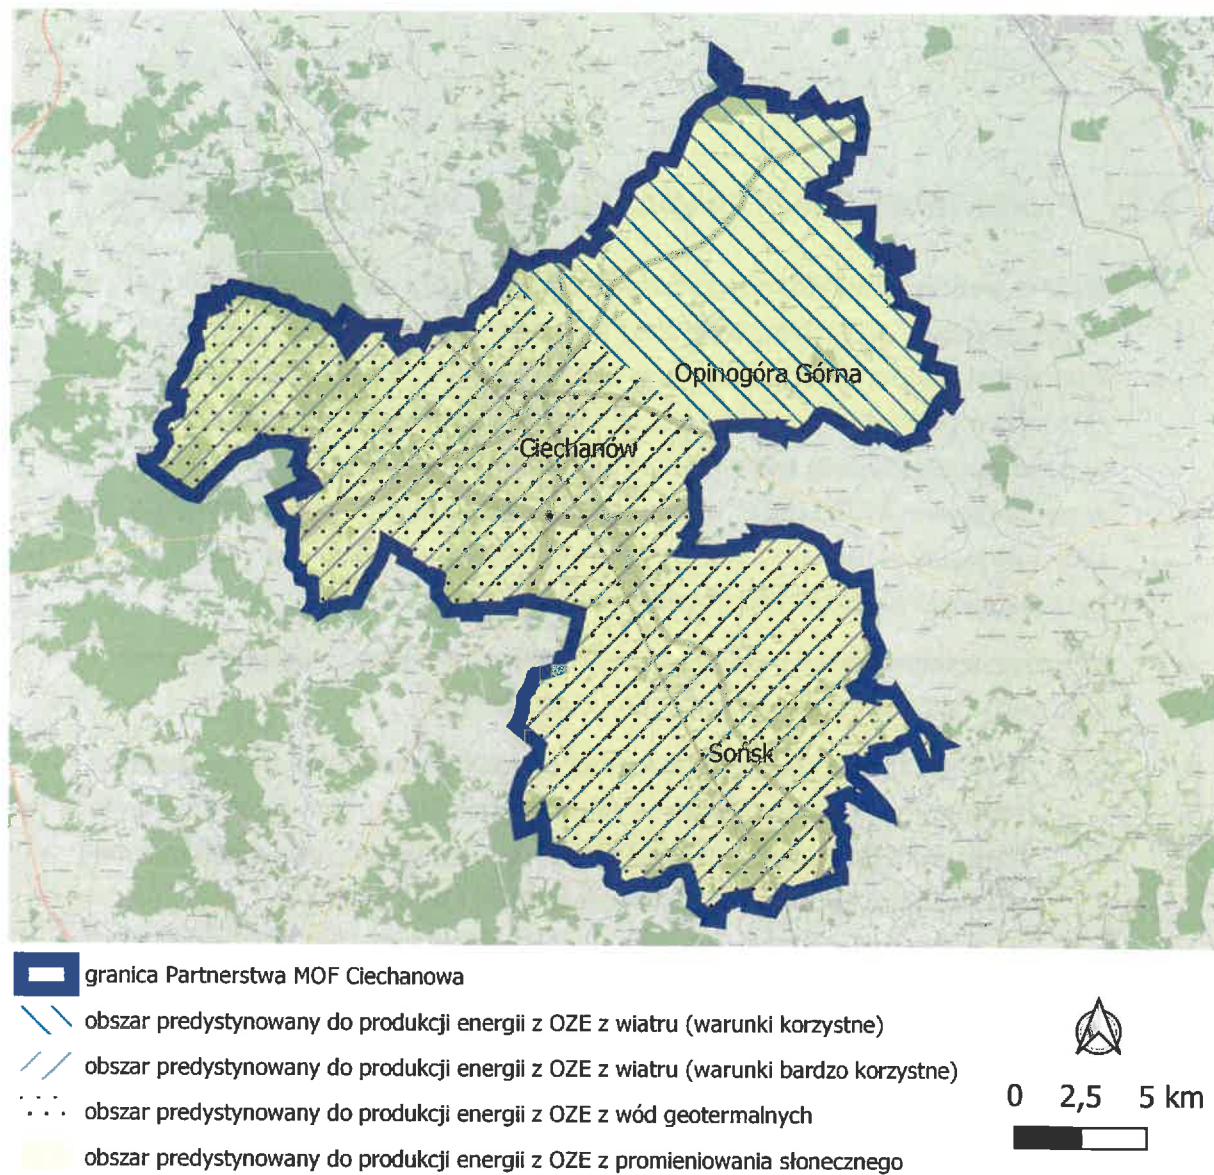 Opinogóra Górna
Ciechanów
Sońsk
granica Partnerstwa MOF Ciechanowa
obszar predystynowany do produkcji energii z OZE z wiatru (warunki korzystne)
obszar predystynowany do produkcji energii z OZE z wiatru (warunki bardzo korzystne)
obszar predystynowany do produkcji energii z OZE z wód geotermalnych
obszar predystynowany do produkcji energii z OZE z promieniowania słonecznego
0 2,5 5 km